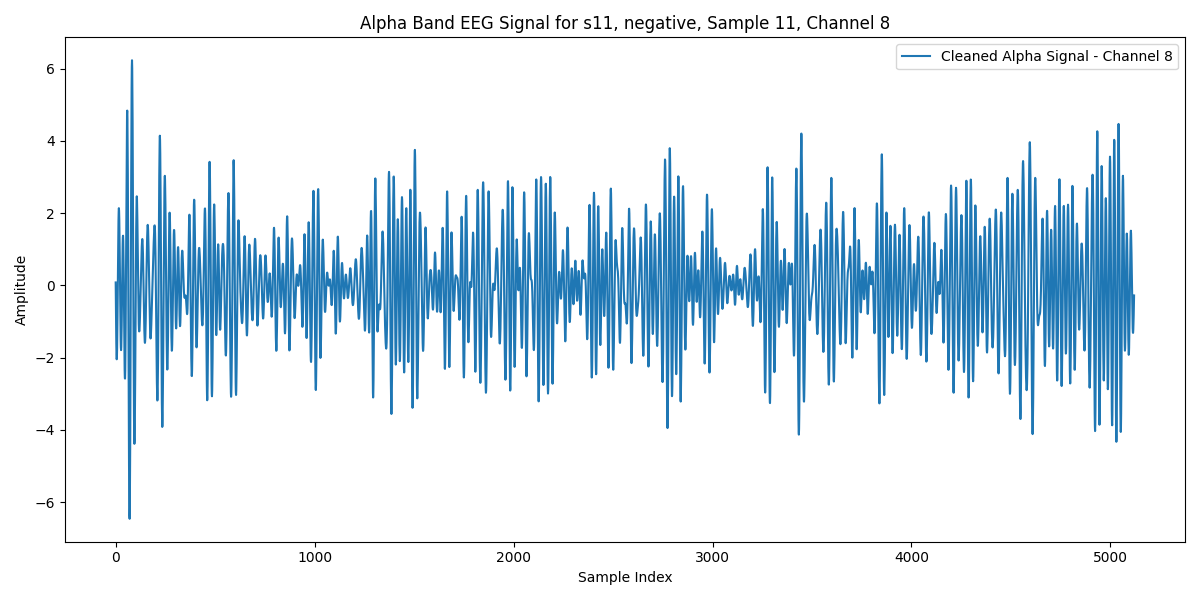 Alpha Band EEG Signal for s11, negative, Sample 11, Channel 8
Cleaned Alpha Signal - Channel 8
Amplitude
6
4
2
0
−2
−4
−6
0 1000 2000 3000 4000 5000
Sample Index